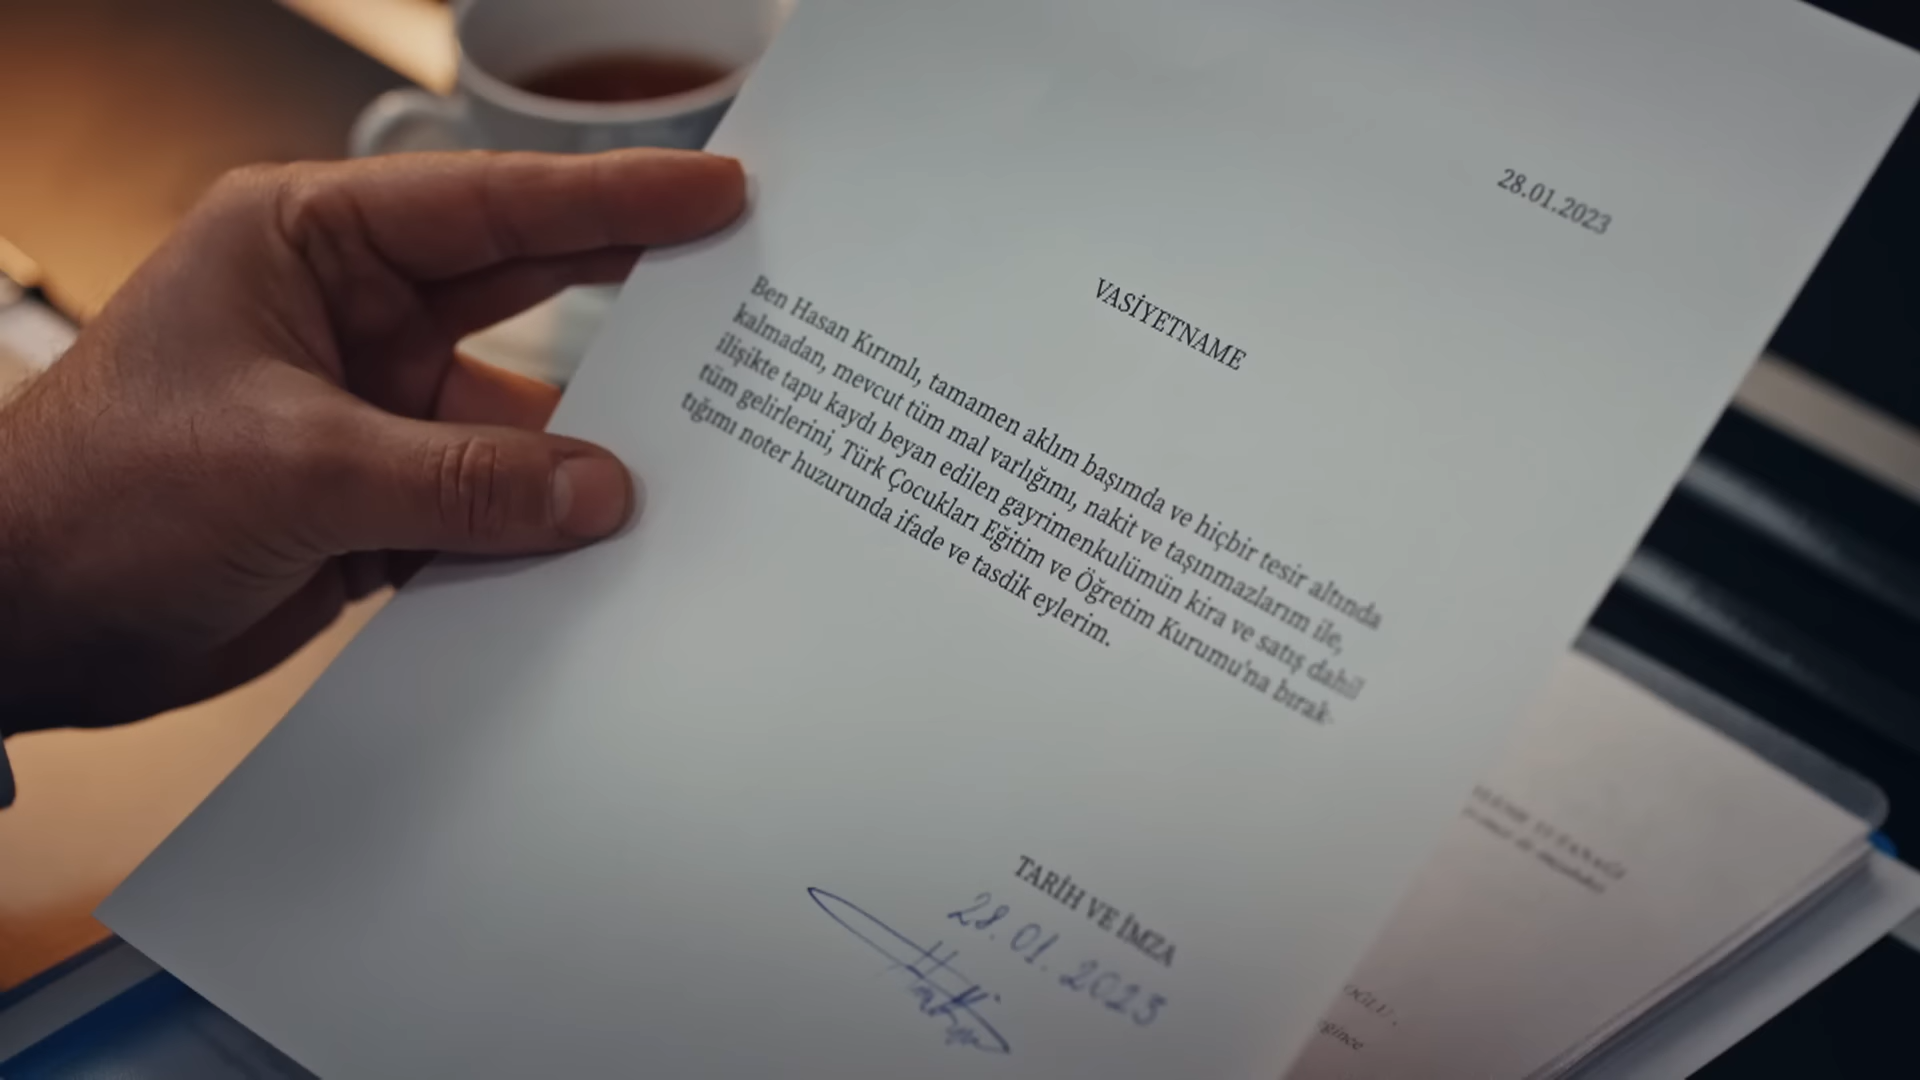 28.01.2023
VASİYETNAME
Ben Hasan Kırımlı, tamamen aklım başımda ve hiçbir tesir altında
kalmadan, mevcut tüm mal varlığımı, nakit ve taşınmazlarım ile,
ilişikte tapu kaydı beyan edilen gayrimenkulümün kira ve satış dahil
tüm gelirlerini, Türk Çocukları Eğitim ve Öğretim Kurumu'na bırak-
tığımı noter huzurunda ifade ve tasdik eylerim.
TARİH VE İMZA
28.01.2023